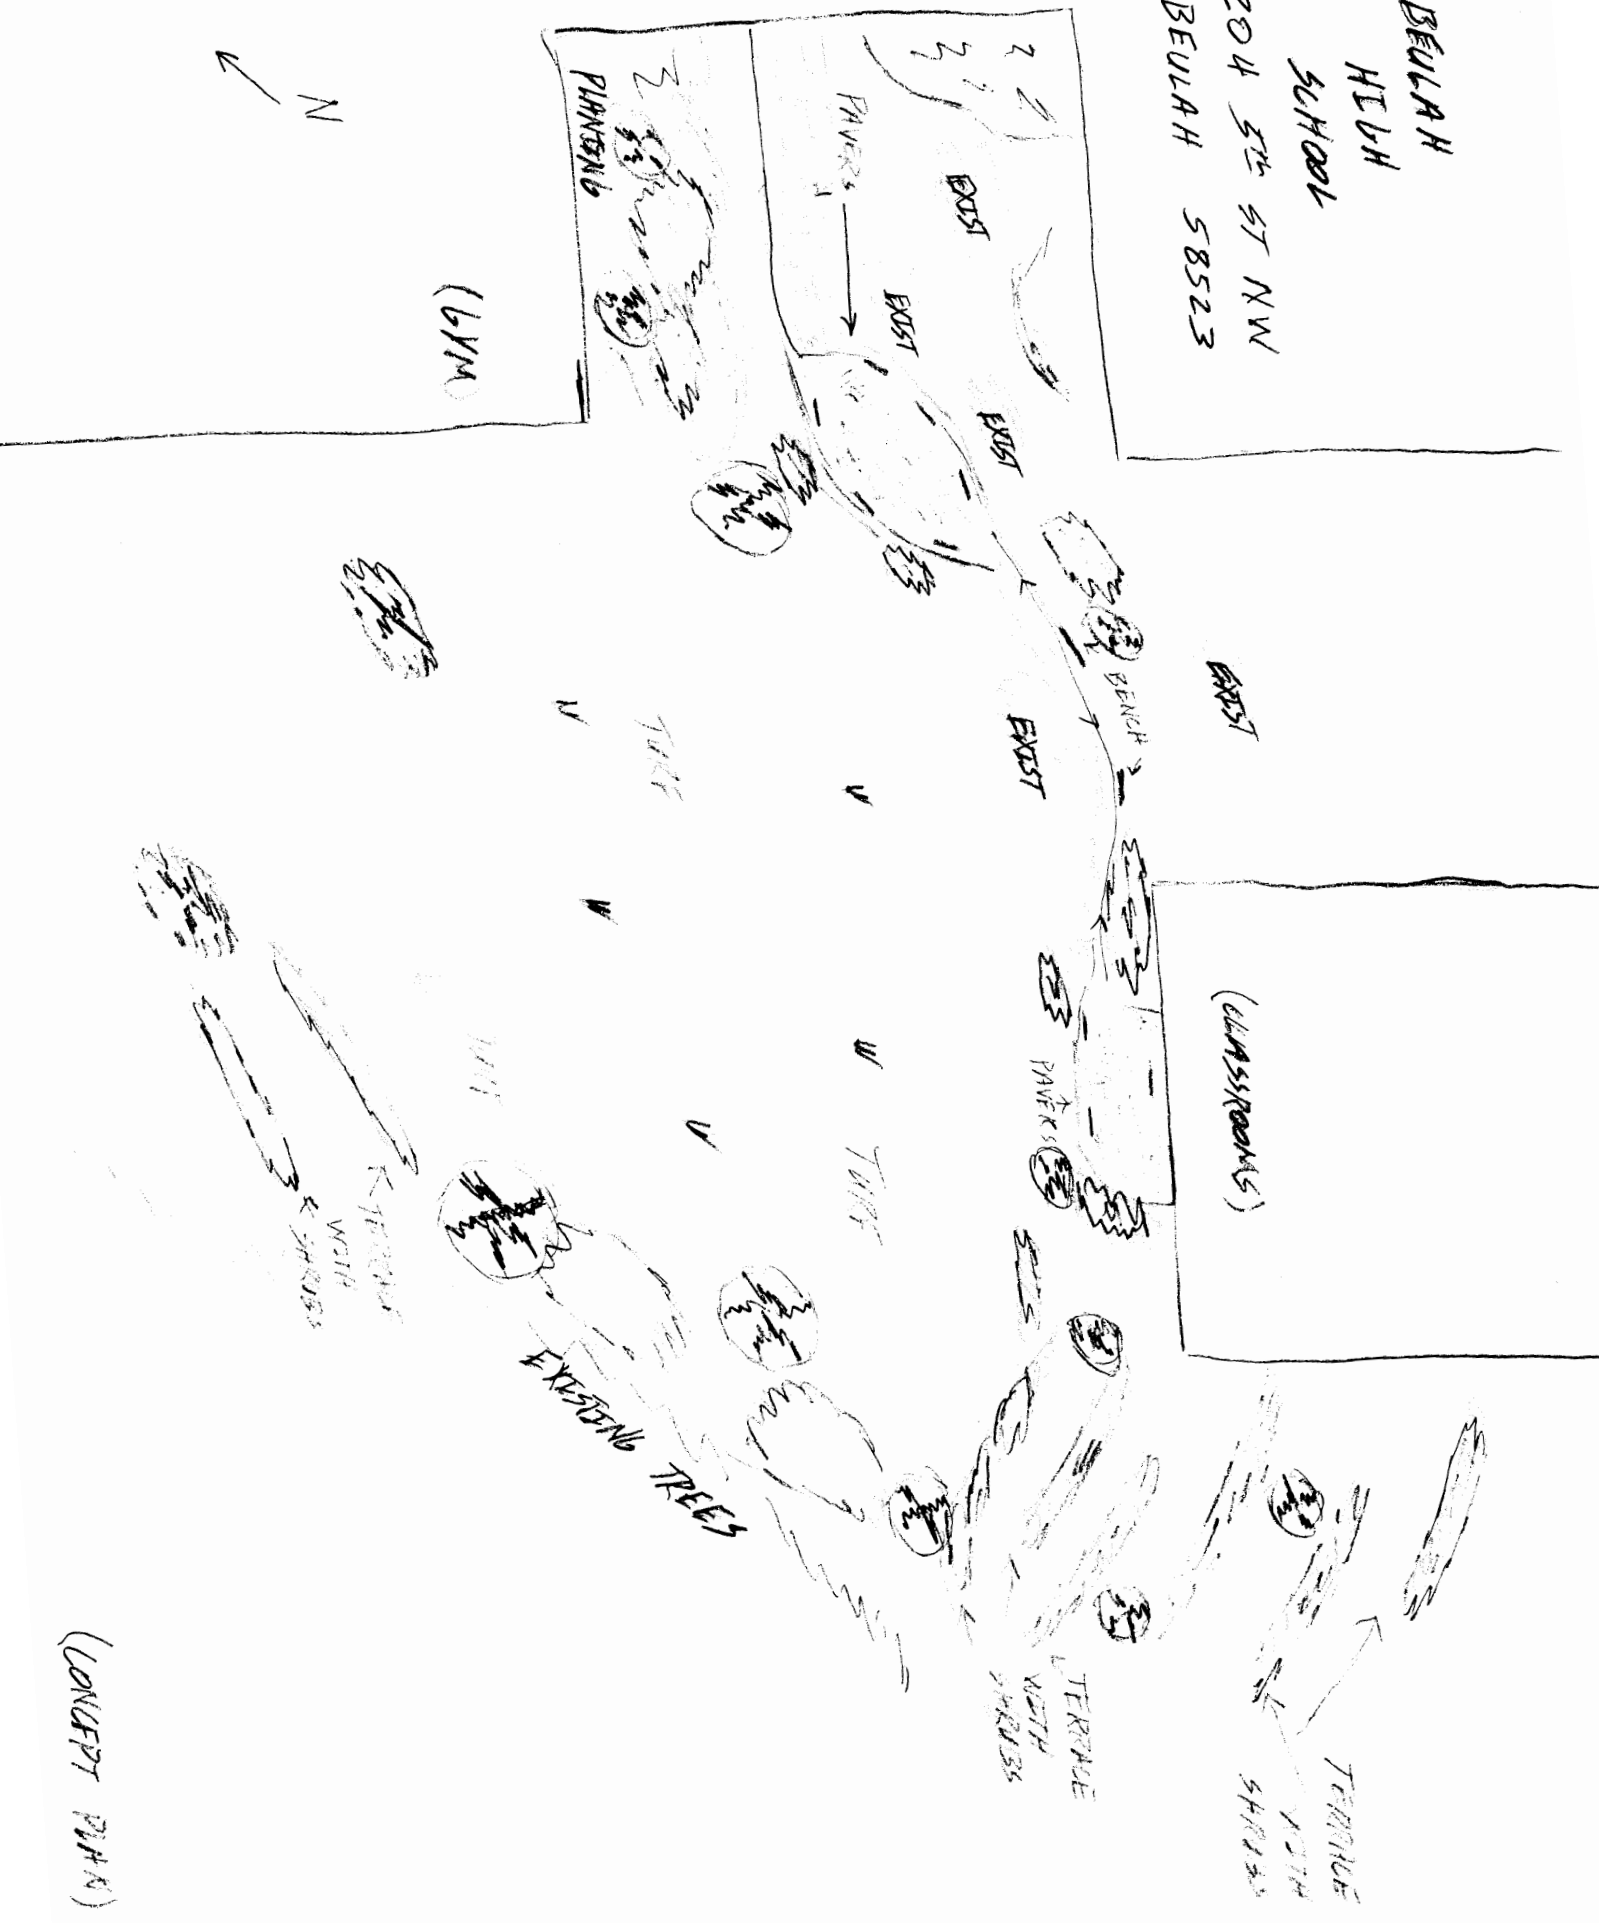 BEULAH
HIGH
SCHOOL
204 5TH ST NW
BEULAH 58523
N
PLANTING
PAVERS
EXIST
EXIST
EXIST
(GYM)
BENCH'S
EXIST
EXIST
TURF
(CLASSROOMS)
PAVERS
TURF
TURF
TERRACE
WITH
SHRUBS
EXISTING
TREES
TERRACE
WITH
SHRUBS
TERRACE
WITH
SHRUBS
(CONCEPT PLAN)